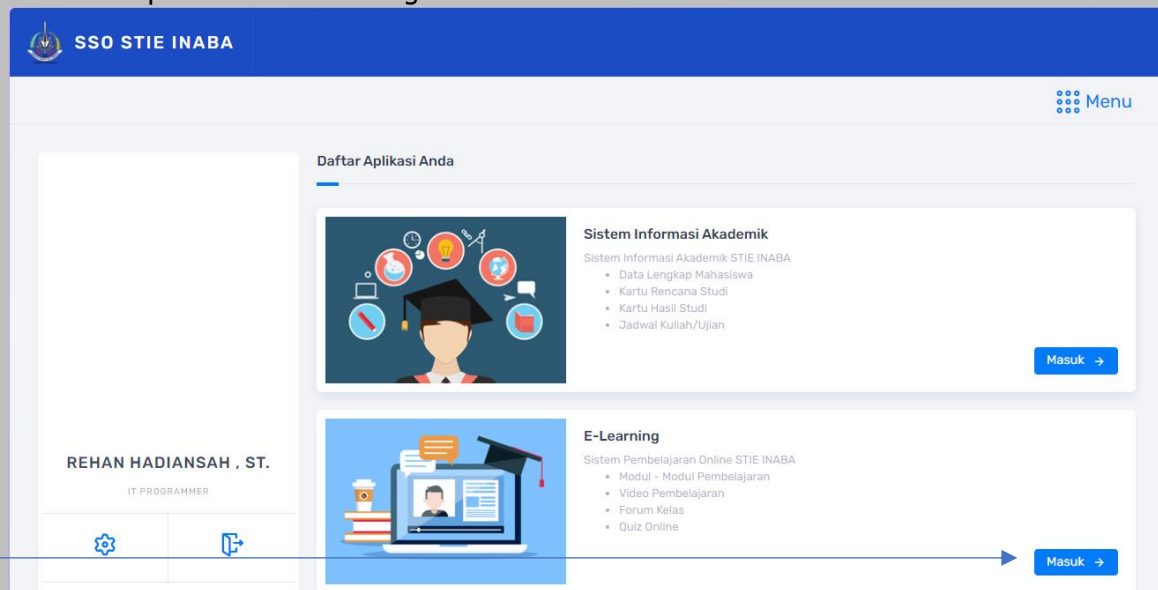 SSO STIE INABA
Menu
Daftar Aplikasi Anda
Sistem Informasi Akademik
Sistem Informasi Akademik STIE INABA
Data Lengkap Mahasiswa
Kartu Rencana Studi
Kartu Hasil Studi
Jadwal Kuliah/Ujian
Masuk
E-Learning
Sistem Pembelajaran Online STIE INABA
Modul - Modul Pembelajaran
Video Pembelajaran
Forum Kelas
Quiz Online
Masuk
REHAN HADIANSAH , ST.
IT PROGRAMMER